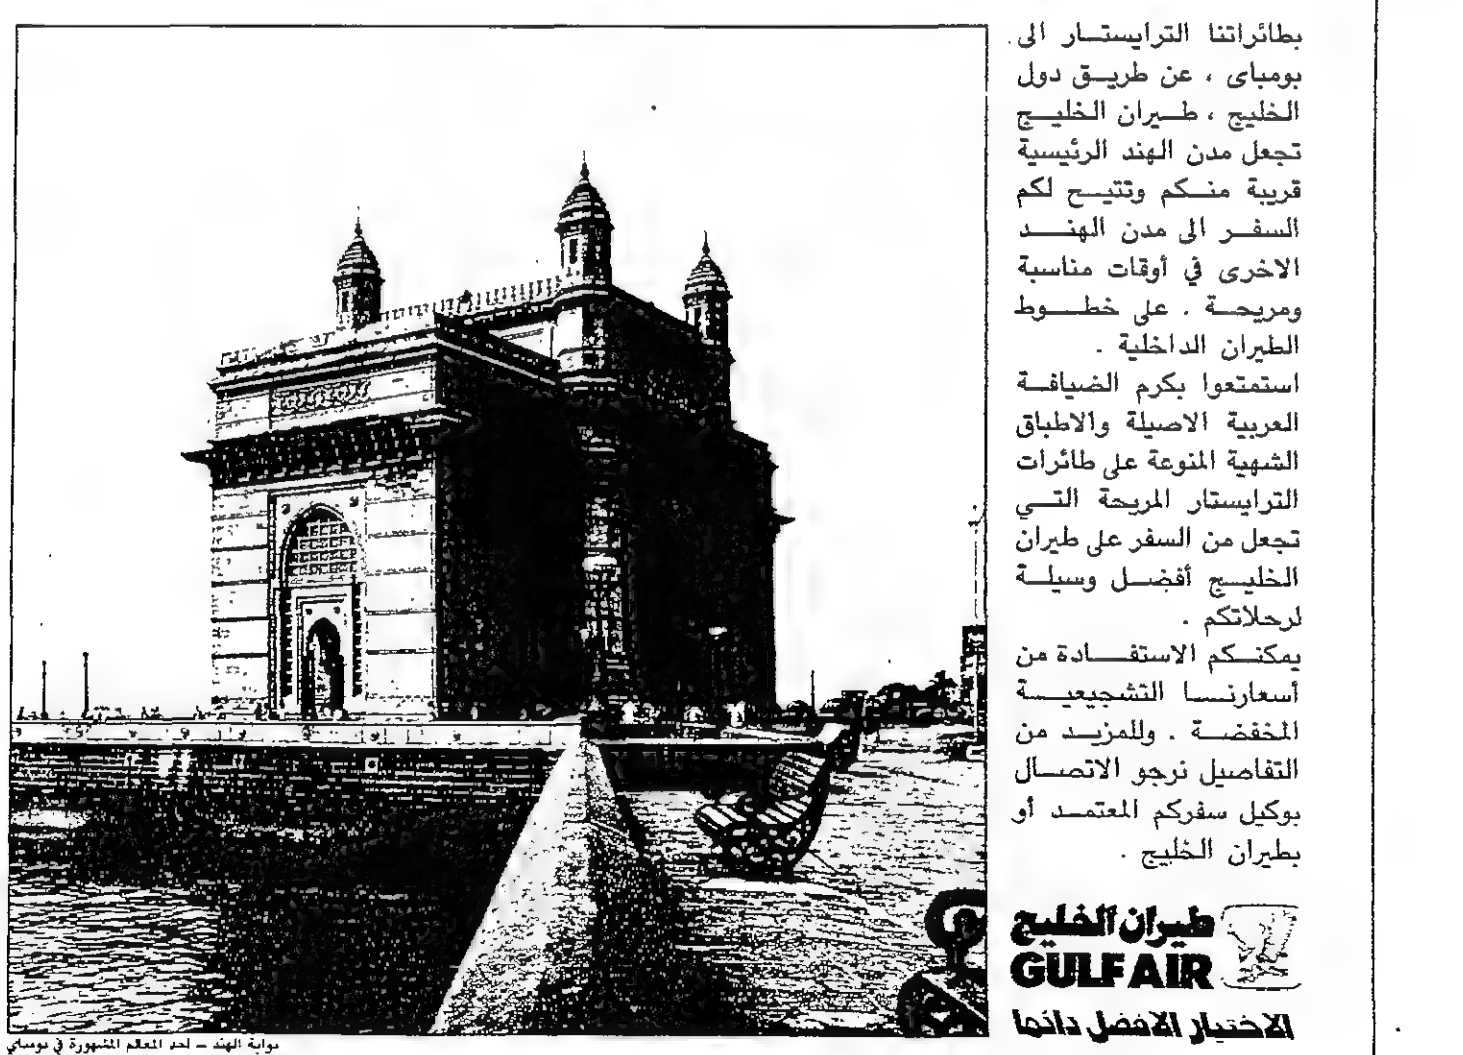 بطائراتنا الترايستار الى
بومباى ، عن طريق دول
الخليج ، طيران الخليج
تجعل مدن الهند الرئيسية
قريبة منكم وتتيح لكم
السفر الى مدن الهند
الاخرى في أوقات مناسبة
ومريحة . على خطوط
الطيران الداخلية .
استمتعوا بكرم الضيافة
العربية الاصيلة والاطباق
الشهية المنوعة على طائرات
الترايستار المريحة التي
تجعل من السفر على طيران
الخليج أفضل وسيلة
لرحلاتكم .
يمكنكم الاستفادة من
أسعارنا التشجيعية
المخفضة . وللمزيد من
التفاصيل نرجو الاتصال
بوكيل سفركم المعتمد أو
بطيران الخليج .
طيران الخليج
GULF AIR
الاختيار الافضل دائما
بوابة الهند – احد المعالم المشهورة في بومباي